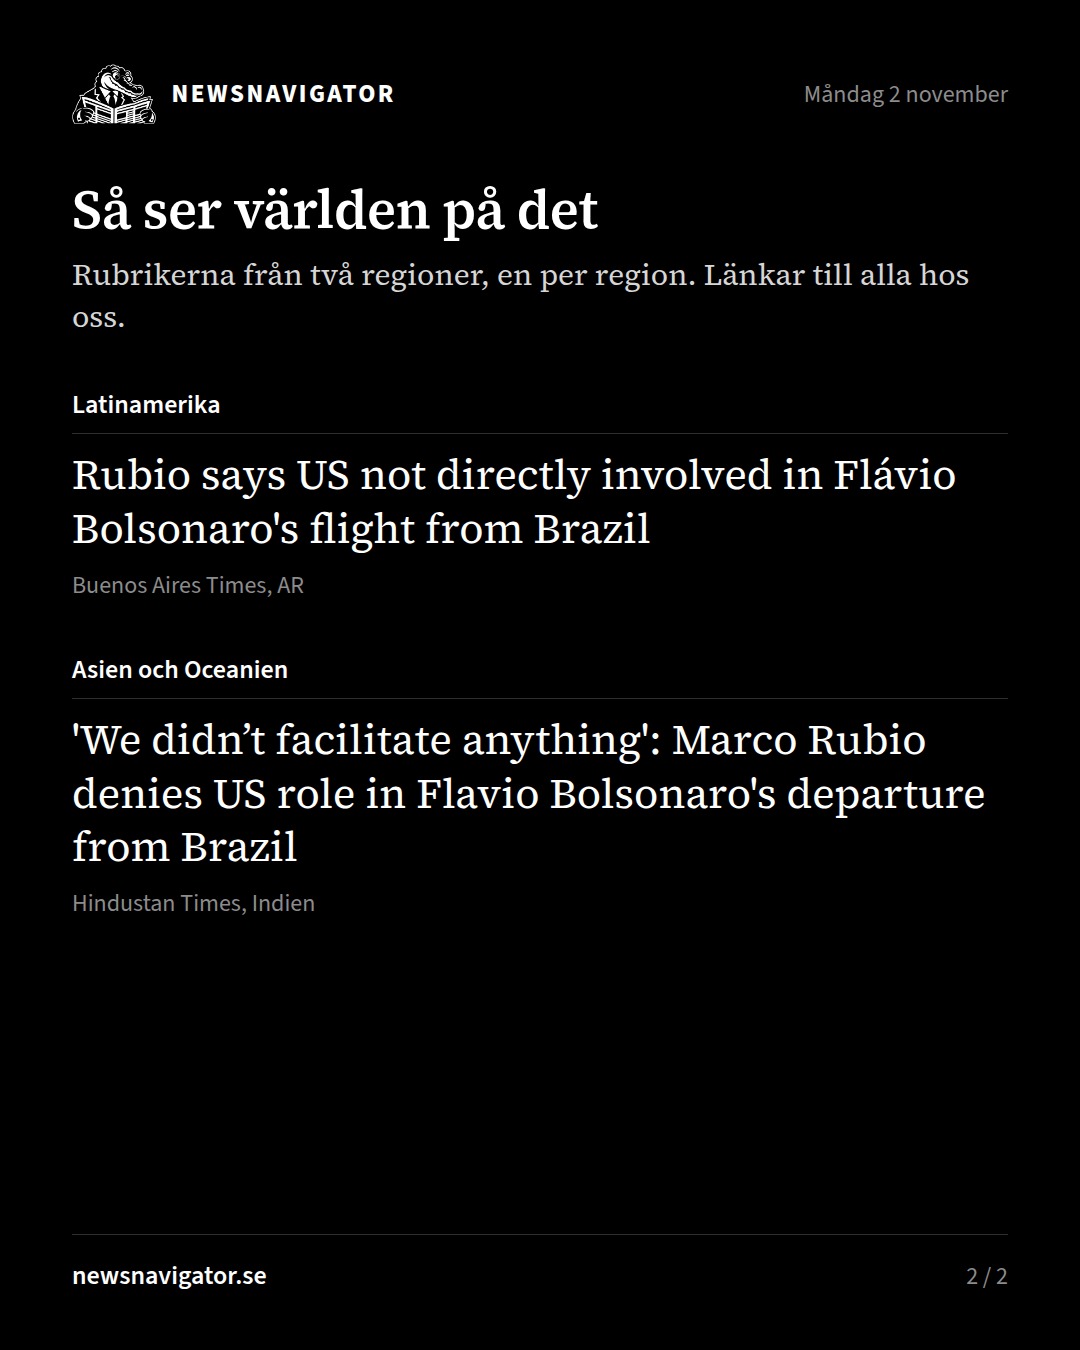 NEWSNAVIGATOR
Måndag 2 november
Så ser världen på det
Rubrikerna från två regioner, en per region. Länkar till alla hos
oss.
Latinamerika
Rubio says US not directly involved in Flávio
Bolsonaro's flight from Brazil
Buenos Aires Times, AR
Asien och Oceanien
'We didn’t facilitate anything': Marco Rubio
denies US role in Flavio Bolsonaro's departure
from Brazil
Hindustan Times, Indien
newsnavigator.se
2 / 2